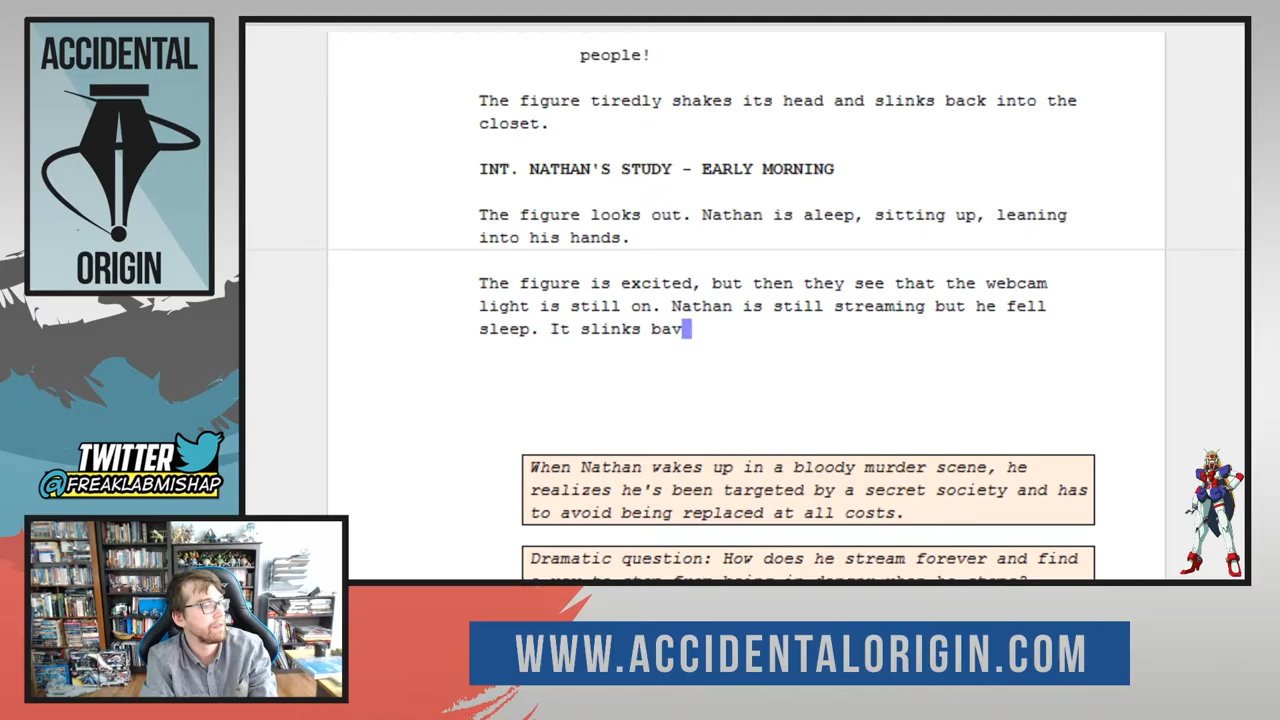 ACCIDENTAL
ORIGIN
people!
The figure tiredly shakes its head and slinks back into the
closet.
INT. NATHAN'S STUDY - EARLY MORNING
The figure looks out. Nathan is aleep, sitting up, leaning
into his hands.
The figure is excited, but then they see that the webcam
light is still on. Nathan is still streaming but he fell
sleep. It slinks bav
When Nathan wakes up in a bloody murder scene, he
realizes he's been targeted by a secret society and has
to avoid being replaced at all costs.
Dramatic question: How does he stream forever and find
TWITTER
@FREAKLABMISHAP
WWW.ACCIDENTALORIGIN.COM